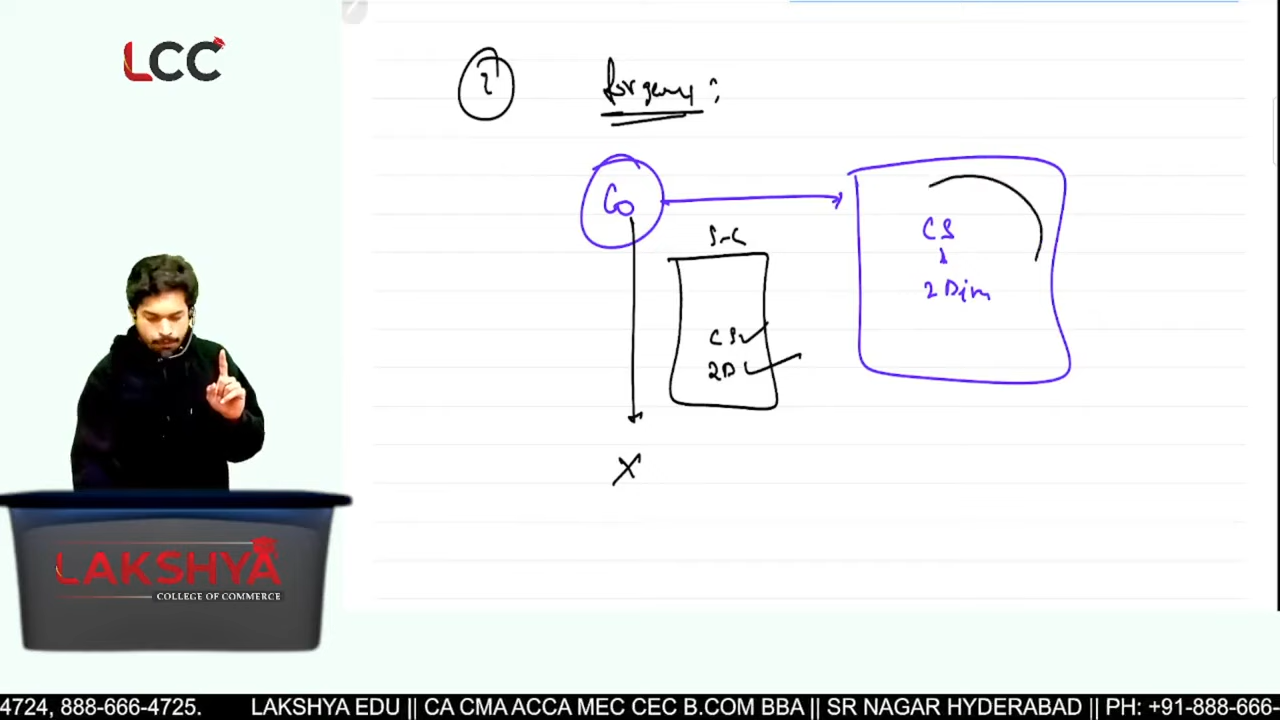 LCC
2
forgery :
Co
CS
&
2 Dir
S-C
CS
2D
X
LAKSHYA
COLLEGE OF COMMERCE
4724, 888-666-4725. LAKSHYA EDU || CA CMA ACCA MEC CEC B.COM BBA || SR NAGAR HYDERABAD || PH: +91-888-666-